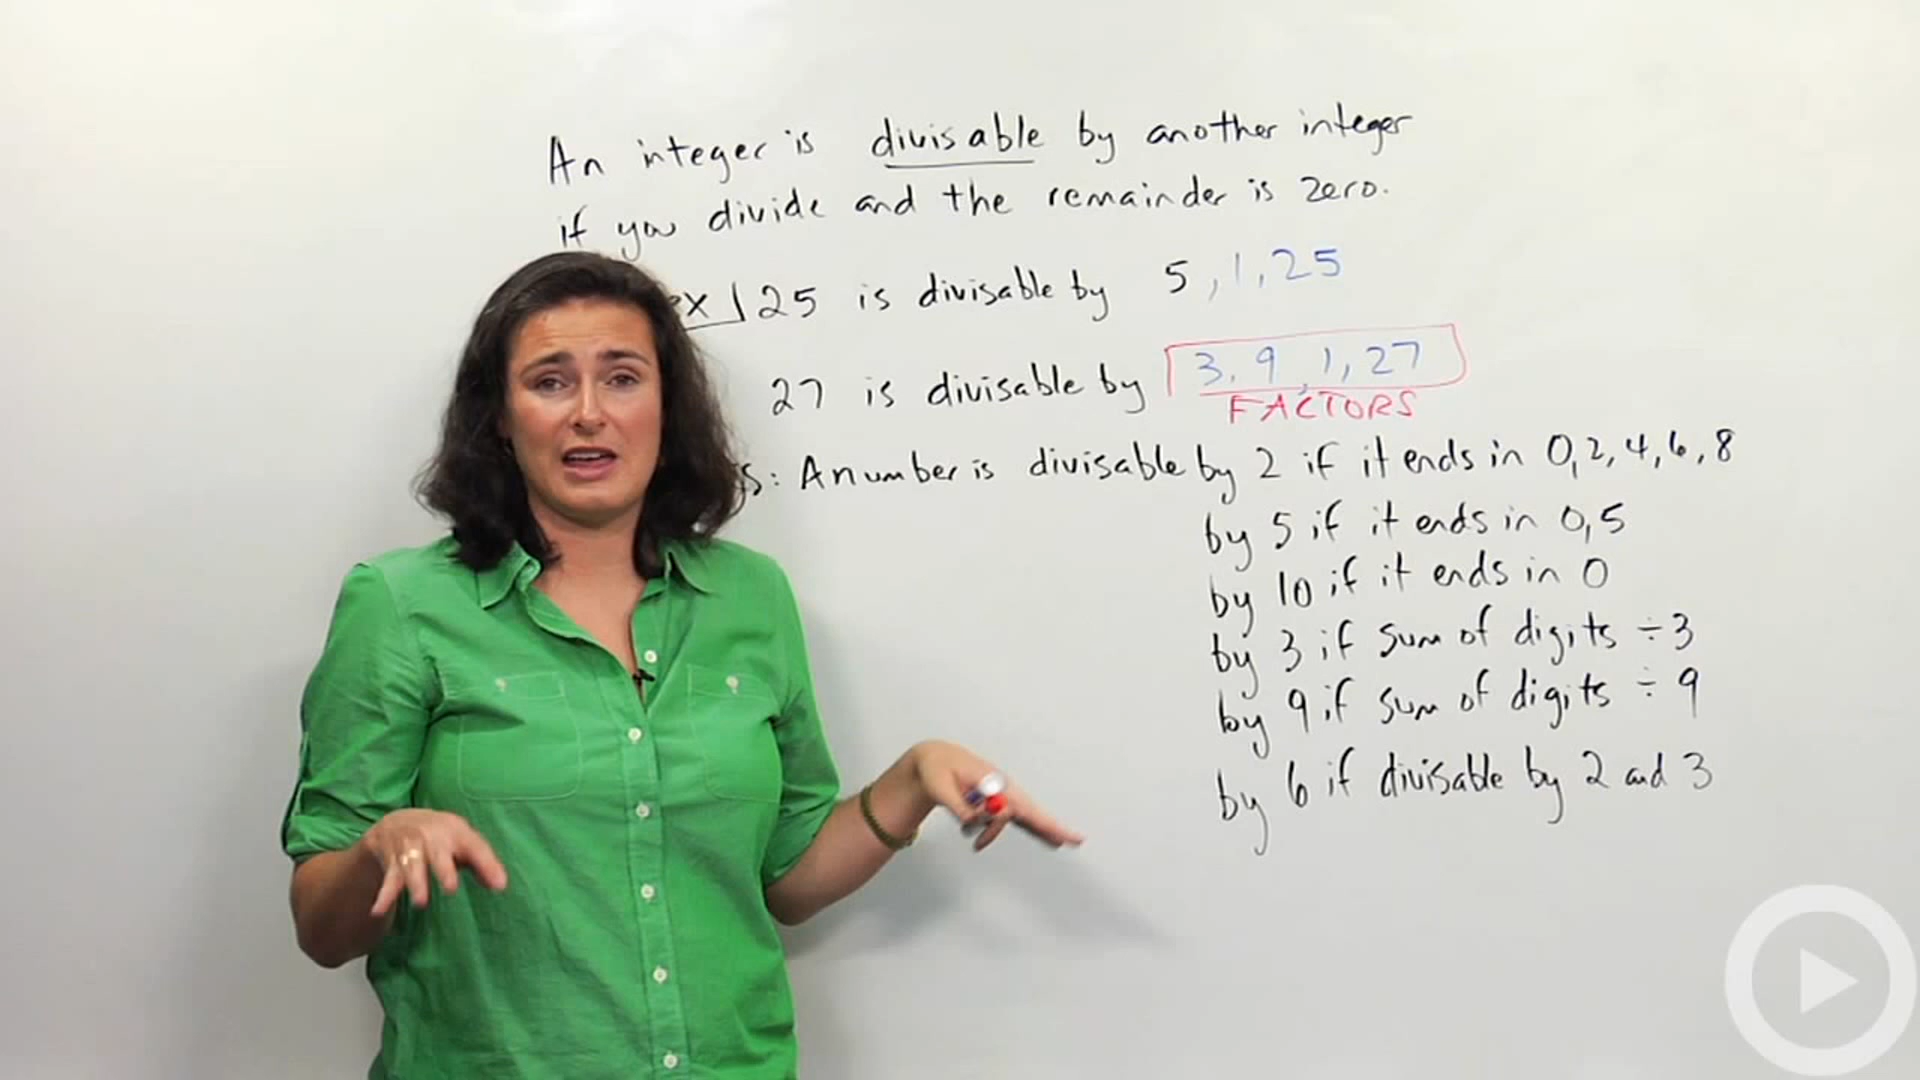 An integer is divisable by another integer
if you divide and the remainder is zero.
ex 25 is divisable by 5, 1, 25
27 is divisable by 3, 9, 1, 27
FACTORS
: A number is divisable by 2 if it ends in 0, 2, 4, 6, 8
by 5 if it ends in 0, 5
by 10 if it ends in 0
by 3 if sum of digits ÷ 3
by 9 if sum of digits ÷ 9
by 6 if divisable by 2 and 3